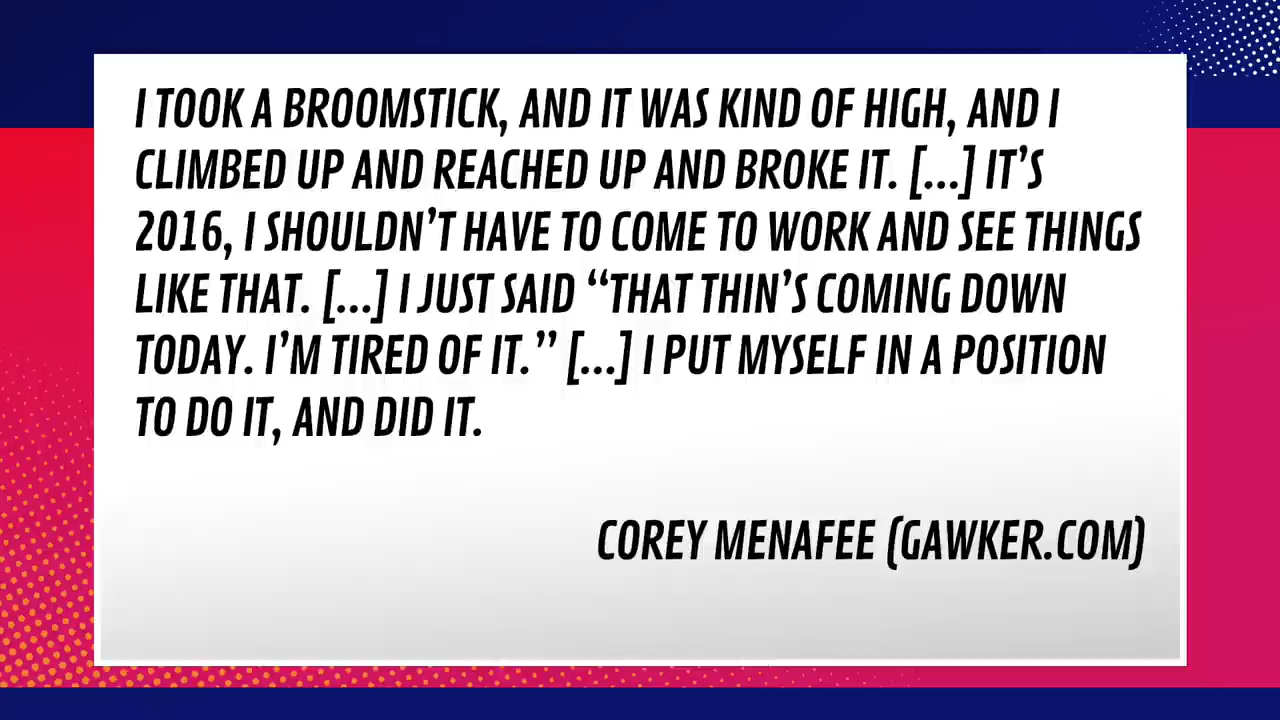 I TOOK A BROOMSTICK, AND IT WAS KIND OF HIGH, AND I
CLIMBED UP AND REACHED UP AND BROKE IT. [...] IT’S
2016, I SHOULDN’T HAVE TO COME TO WORK AND SEE THINGS
LIKE THAT. [...] I JUST SAID “THAT THIN’S COMING DOWN
TODAY. I’M TIRED OF IT.” [...] I PUT MYSELF IN A POSITION
TO DO IT, AND DID IT.
COREY MENAFEE (GAWKER.COM)